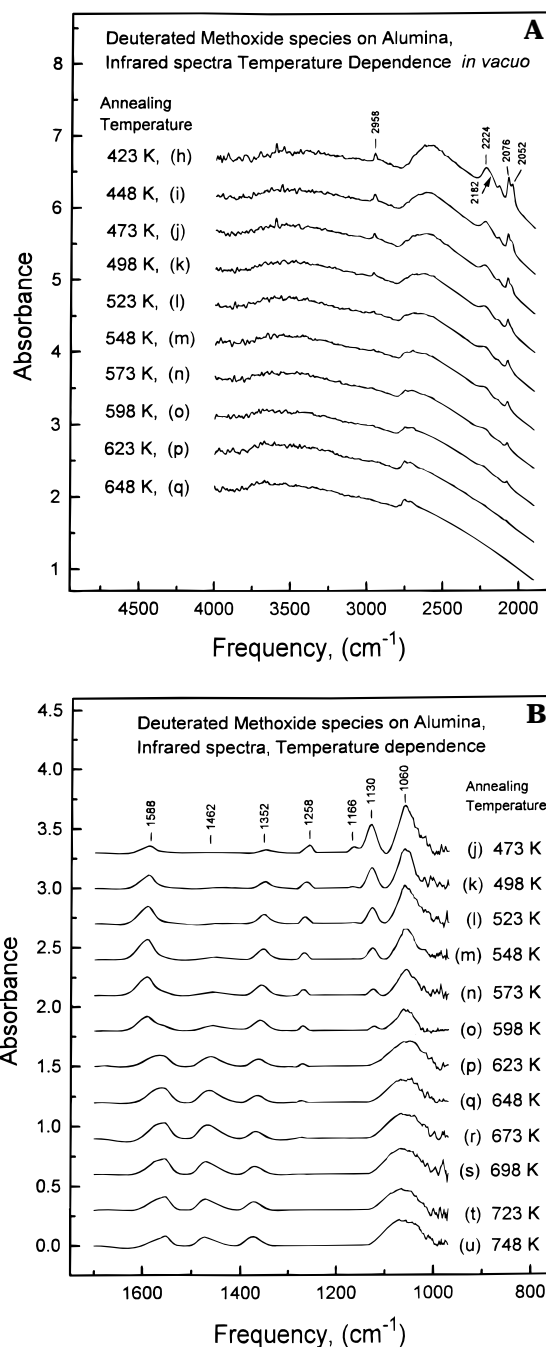 A
Deuterated Methoxide species on Alumina,
Infrared spectra Temperature Dependence in vacuo
Annealing
Temperature
423 K, (h)
448 K, (i)
473 K, (j)
498 K, (k)
523 K, (l)
548 K, (m)
573 K, (n)
598 K, (o)
623 K, (p)
648 K, (q)
2958
2224
2182
2076
2052
8
7
6
5
4
3
2
1
Absorbance
4500
4000
3500
3000
2500
2000
Frequency, (cm-1)
B
Deuterated Methoxide species on Alumina,
Infrared spectra, Temperature dependence
1588
1462
1352
1258
1166
1130
1060
Annealing
Temperature
(j) 473 K
(k) 498 K
(l) 523 K
(m) 548 K
(n) 573 K
(o) 598 K
(p) 623 K
(q) 648 K
(r) 673 K
(s) 698 K
(t) 723 K
(u) 748 K
4.5
4.0
3.5
3.0
2.5
2.0
1.5
1.0
0.5
0.0
Absorbance
1600
1400
1200
1000
800
Frequency, (cm-1)